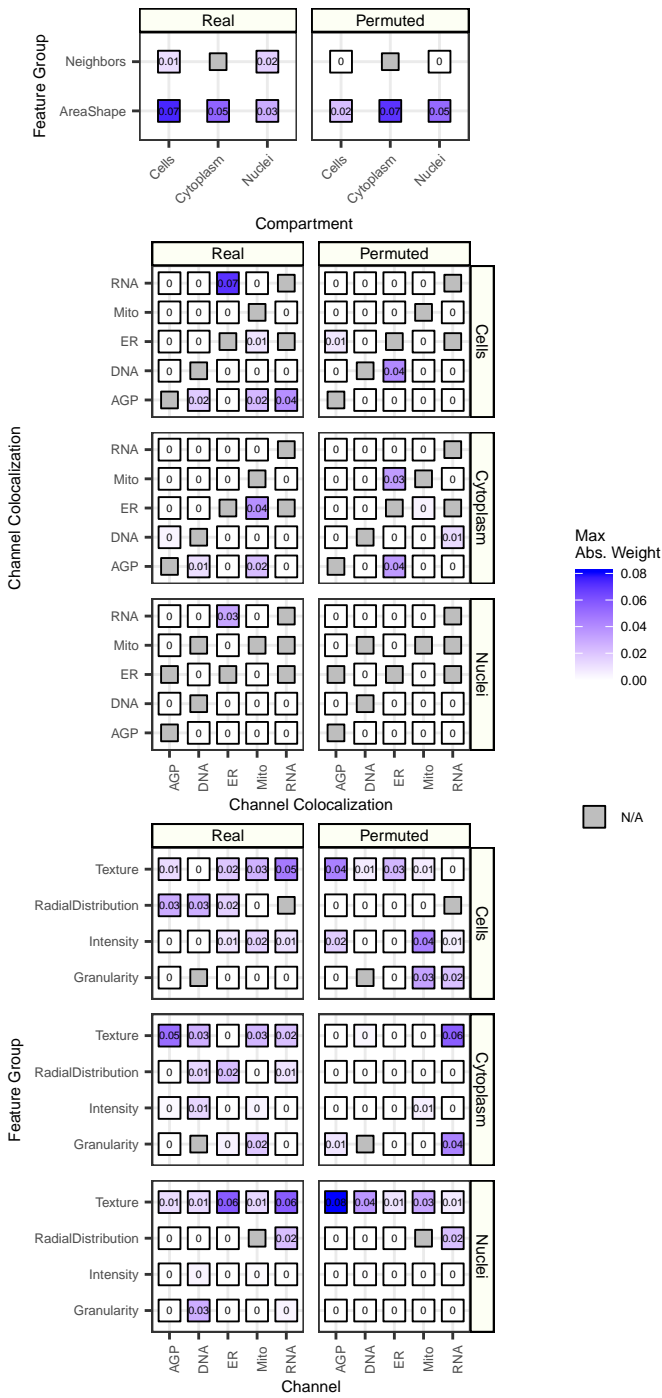 Real Permuted
Neighbors 0.01 0.02 0 0
AreaShape 0.07 0.05 0.03 0.02 0.07 0.05
Feature Group
Cells Cytoplasm Nuclei Cells Cytoplasm Nuclei
Compartment
Real Permuted
RNA 0 0 0.07 0 0 0 0 0
Mito 0 0 0 0 0 0 0 0
ER 0 0 0.01 0.01 0 0
DNA 0 0 0 0 0 0.04 0 0
AGP 0.02 0 0.02 0.04 0 0 0 0
Cells
RNA 0 0 0 0 0 0 0 0
Mito 0 0 0 0 0 0 0.03 0
ER 0 0 0.04 0 0 0
DNA 0 0 0 0 0 0 0 0.01
AGP 0.01 0 0.02 0 0 0.04 0 0
Cytoplasm
RNA 0 0 0.03 0 0 0 0 0
Mito 0 0 0 0
ER 0 0 0 0
DNA 0 0 0 0 0 0 0 0
AGP 0 0 0 0 0 0 0 0
Nuclei
Channel Colocalization
AGP DNA ER Mito RNA AGP DNA ER Mito RNA
Channel Colocalization
Max
Abs. Weight
0.08
0.06
0.04
0.02
0.00
N/A
Real Permuted
Texture 0.01 0 0.02 0.03 0.05 0.04 0.01 0.03 0.01 0
RadialDistribution 0.03 0.03 0.02 0 0 0 0 0
Intensity 0 0 0.01 0.02 0.01 0.02 0 0 0.04 0.01
Granularity 0 0 0 0 0 0 0.03 0.02
Cells
Texture 0.05 0.03 0 0.03 0.02 0 0 0 0 0.06
RadialDistribution 0 0.01 0.02 0 0.01 0 0 0 0 0
Intensity 0 0.01 0 0 0 0 0 0 0.01 0
Granularity 0 0 0.02 0 0.01 0 0 0.04
Cytoplasm
Texture 0.01 0.01 0.06 0.01 0.06 0.04 0.01 0.03 0.01
RadialDistribution 0 0 0 0.02 0 0 0 0.02
Intensity 0 0 0 0 0 0 0 0 0 0
Granularity 0 0.03 0 0 0 0 0 0 0 0
Nuclei
Feature Group
AGP DNA ER Mito RNA AGP DNA ER Mito RNA
Channel